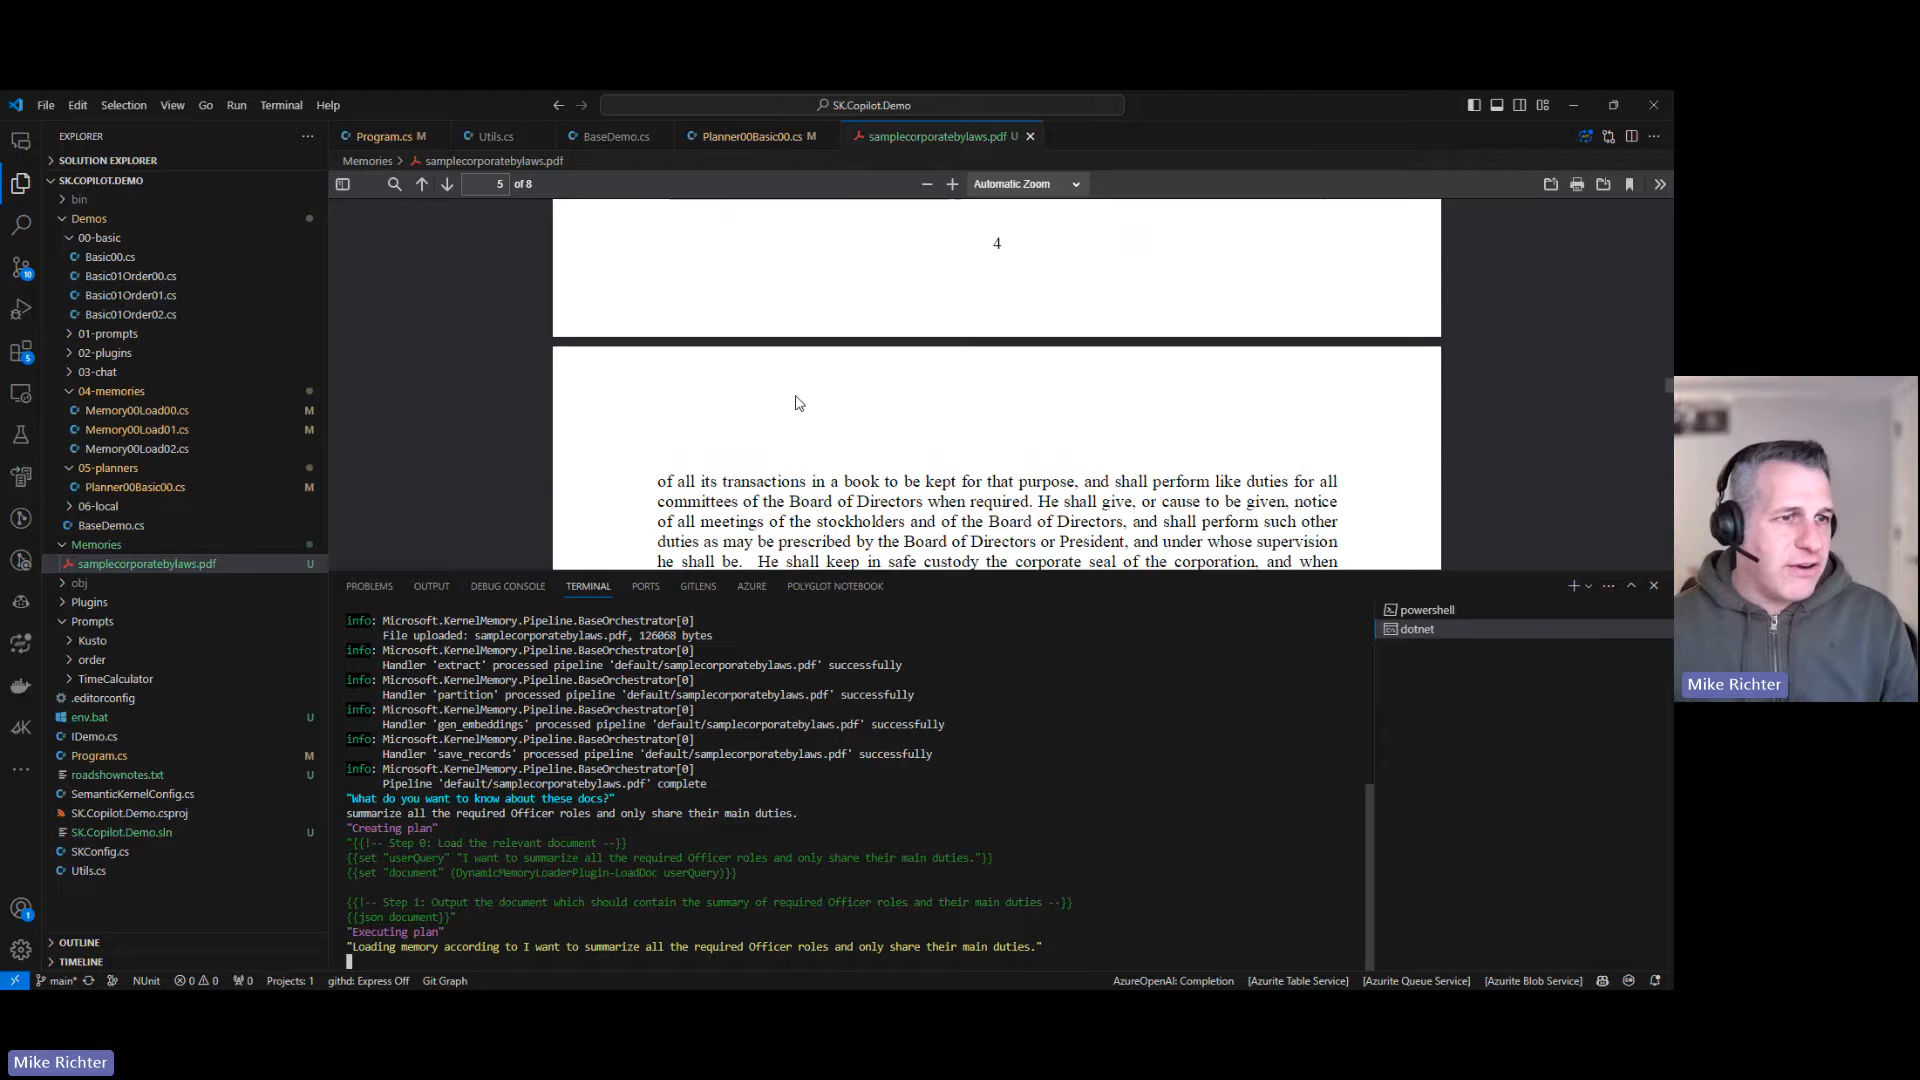 File Edit Selection View Go Run Terminal Help
SK.Copilot.Demo
EXPLORER
SOLUTION EXPLORER
SK.COPILOT.DEMO
bin
Demos
00-basic
Basic00.cs
Basic01Order00.cs
Basic01Order01.cs
Basic01Order02.cs
01-prompts
02-plugins
03-chat
04-memories
Memory00Load00.cs M
Memory00Load01.cs M
Memory00Load02.cs
05-planners
Planner00Basic00.cs M
06-local
BaseDemo.cs
Memories
samplecorporatebylaws.pdf U
obj
Plugins
Prompts
Kusto
order
TimeCalculator
.editorconfig
env.bat U
IDemo.cs
Program.cs M
roadshownotes.txt U
SemanticKernelConfig.cs
SK.Copilot.Demo.csproj
SK.Copilot.Demo.sln U
SKConfig.cs
Utils.cs
OUTLINE
TIMELINE
10
5
1
Program.cs M Utils.cs BaseDemo.cs Planner00Basic00.cs M samplecorporatebylaws.pdf U
Memories > samplecorporatebylaws.pdf
5 of 8 Automatic Zoom
4
of all its transactions in a book to be kept for that purpose, and shall perform like duties for all
committees of the Board of Directors when required. He shall give, or cause to be given, notice
of all meetings of the stockholders and of the Board of Directors, and shall perform such other
duties as may be prescribed by the Board of Directors or President, and under whose supervision
he shall be. He shall keep in safe custody the corporate seal of the corporation, and when
PROBLEMS OUTPUT DEBUG CONSOLE TERMINAL PORTS GITLENS AZURE POLYGLOT NOTEBOOK
info: Microsoft.KernelMemory.Pipeline.BaseOrchestrator[0]
File uploaded: samplecorporatebylaws.pdf, 126068 bytes
info: Microsoft.KernelMemory.Pipeline.BaseOrchestrator[0]
Handler 'extract' processed pipeline 'default/samplecorporatebylaws.pdf' successfully
info: Microsoft.KernelMemory.Pipeline.BaseOrchestrator[0]
Handler 'partition' processed pipeline 'default/samplecorporatebylaws.pdf' successfully
info: Microsoft.KernelMemory.Pipeline.BaseOrchestrator[0]
Handler 'gen_embeddings' processed pipeline 'default/samplecorporatebylaws.pdf' successfully
info: Microsoft.KernelMemory.Pipeline.BaseOrchestrator[0]
Handler 'save_records' processed pipeline 'default/samplecorporatebylaws.pdf' successfully
info: Microsoft.KernelMemory.Pipeline.BaseOrchestrator[0]
Pipeline 'default/samplecorporatebylaws.pdf' complete
"What do you want to know about these docs?"
summarize all the required Officer roles and only share their main duties.
"Creating plan"
"{{!-- Step 0: Load the relevant document --}}
{{set "userQuery" "I want to summarize all the required Officer roles and only share their main duties."}}
{{set "document" (DynamicMemoryLoaderPlugin-LoadDoc userQuery)}}
{{!-- Step 1: Output the document which should contain the summary of required Officer roles and their main duties --}}
{{json document}}"
"Executing plan"
"Loading memory according to I want to summarize all the required Officer roles and only share their main duties."
powershell
dotnet
main* NUnit 0 0 0 Projects: 1 githd: Express Off Git Graph AzureOpenAI: Completion [Azurite Table Service] [Azurite Queue Service] [Azurite Blob Service]
Mike Richter
Mike Richter